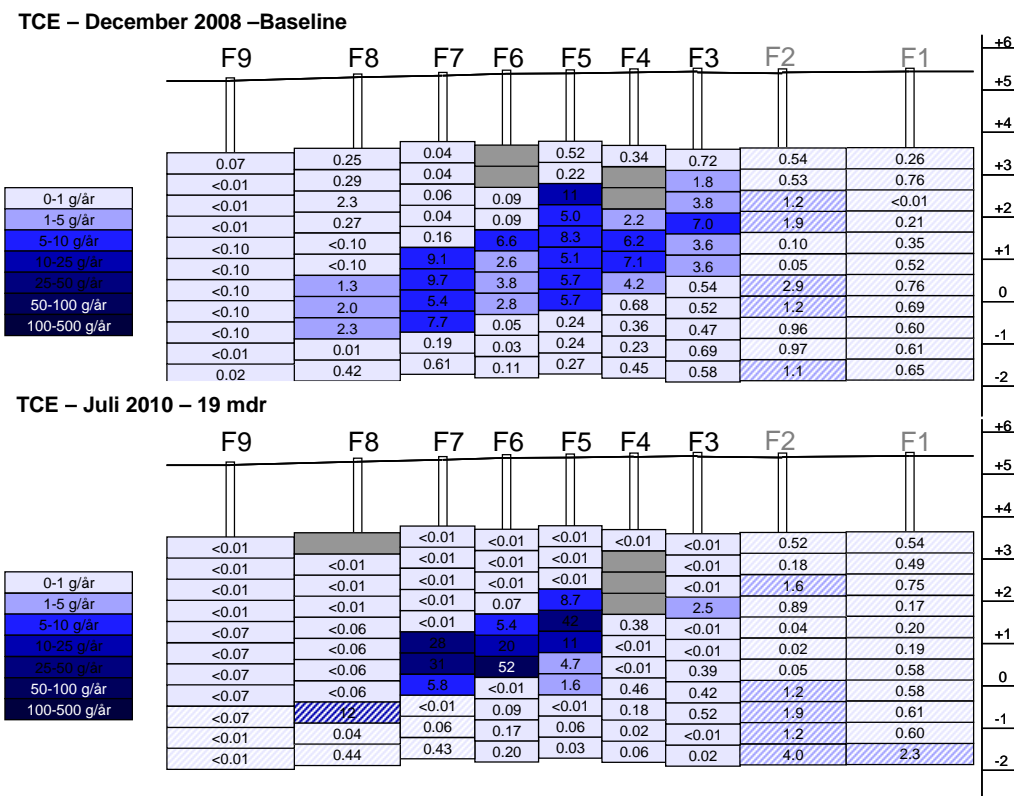 TCE – December 2008 –Baseline
F9 F8 F7 F6 F5 F4 F3 F2 F1
+6
+5
+4
+3
+2
+1
0
-1
-2
0-1 g/år
1-5 g/år
5-10 g/år
10-25 g/år
25-50 g/år
50-100 g/år
100-500 g/år
0.07 0.25 0.04 0.52 0.34 0.72 0.54 0.26
<0.01 0.29 0.04 0.22 1.8 0.53 0.76
<0.01 2.3 0.06 0.09 11 3.8 1.2 <0.01
<0.01 0.27 0.04 0.09 5.0 2.2 7.0 1.9 0.21
<0.10 <0.10 0.16 6.6 8.3 6.2 3.6 0.10 0.35
<0.10 <0.10 9.1 2.6 5.1 7.1 3.6 0.05 0.52
<0.10 1.3 9.7 3.8 5.7 4.2 0.54 2.9 0.76
<0.10 2.0 5.4 2.8 5.7 0.68 0.52 1.2 0.69
<0.10 2.3 7.7 0.05 0.24 0.36 0.47 0.96 0.60
<0.01 0.01 0.19 0.03 0.24 0.23 0.69 0.97 0.61
0.02 0.42 0.61 0.11 0.27 0.45 0.58 1.1 0.65
TCE – Juli 2010 – 19 mdr
F9 F8 F7 F6 F5 F4 F3 F2 F1
+6
+5
+4
+3
+2
+1
0
-1
-2
0-1 g/år
1-5 g/år
5-10 g/år
10-25 g/år
25-50 g/år
50-100 g/år
100-500 g/år
<0.01 <0.01 <0.01 <0.01 <0.01 <0.01 0.52 0.54
<0.01 <0.01 <0.01 <0.01 <0.01 <0.01 0.18 0.49
<0.01 <0.01 <0.01 <0.01 <0.01 <0.01 1.6 0.75
<0.01 <0.01 <0.01 0.07 8.7 2.5 0.89 0.17
<0.07 <0.06 <0.01 5.4 42 0.38 <0.01 0.04 0.20
<0.07 <0.06 28 20 11 <0.01 <0.01 0.02 0.19
<0.07 <0.06 31 52 4.7 <0.01 0.39 0.05 0.58
<0.07 <0.06 5.8 <0.01 1.6 0.46 0.42 1.2 0.58
<0.07 12 <0.01 0.09 <0.01 0.18 0.52 1.9 0.61
<0.01 0.04 0.06 0.17 0.06 0.02 <0.01 1.2 0.60
<0.01 0.44 0.43 0.20 0.03 0.06 0.02 4.0 2.3